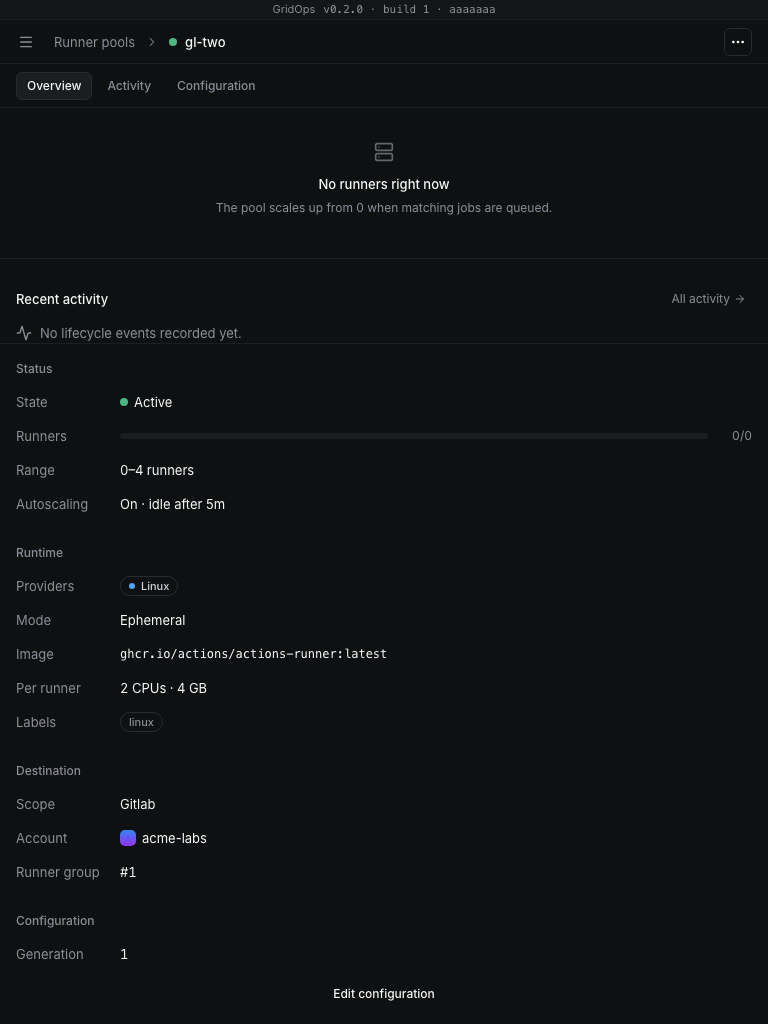 GridOps v0.2.0 · build 1 · aaaaaaa
Runner pools > gl-two
Overview Activity Configuration
No runners right now
The pool scales up from 0 when matching jobs are queued.
Recent activity All activity →
No lifecycle events recorded yet.
Status
State Active
Runners 0/0
Range 0–4 runners
Autoscaling On · idle after 5m
Runtime
Providers Linux
Mode Ephemeral
Image ghcr.io/actions/actions-runner:latest
Per runner 2 CPUs · 4 GB
Labels linux
Destination
Scope Gitlab
Account acme-labs
Runner group #1
Configuration
Generation 1
Edit configuration